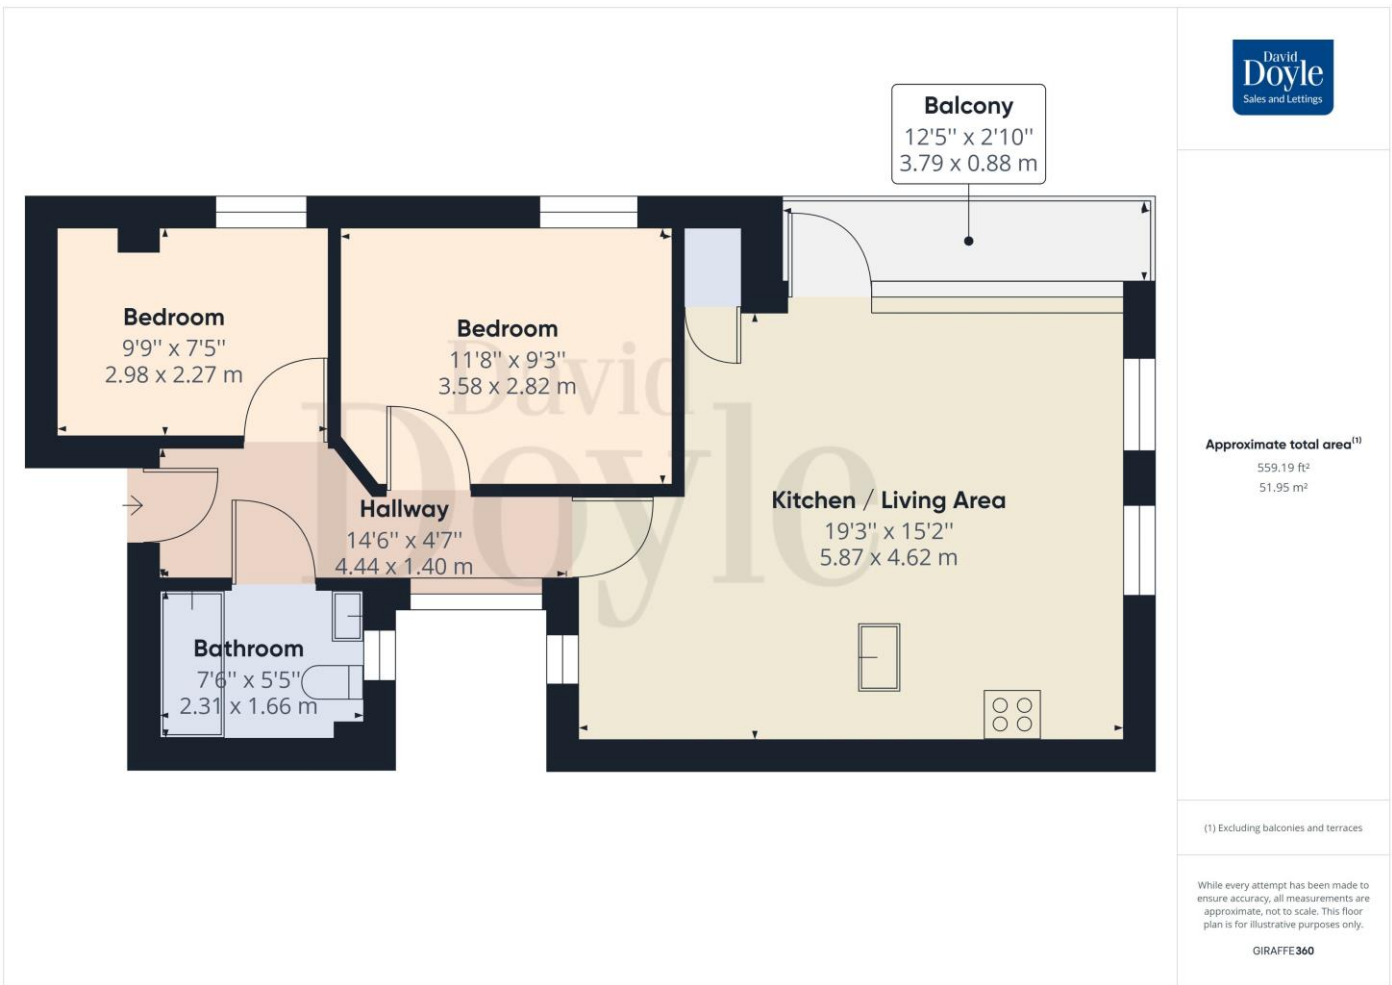 David
Doyle
Sales and Lettings
Balcony
12'5" x 2'10"
3.79 x 0.88 m
Bedroom
9'9" x 7'5"
2.98 x 2.27 m
Bedroom
11'8" x 9'3"
3.58 x 2.82 m
David
Doyle
Hallway
14'6" x 4'7"
4.44 x 1.40 m
Kitchen / Living Area
19'3" x 15'2"
5.87 x 4.62 m
Bathroom
7'6" x 5'5"
2.31 x 1.66 m
Approximate total area(1)
559.19 ft²
51.95 m²
(1) Excluding balconies and terraces
While every attempt has been made to
ensure accuracy, all measurements are
approximate, not to scale. This floor
plan is for illustrative purposes only.
GIRAFFE360